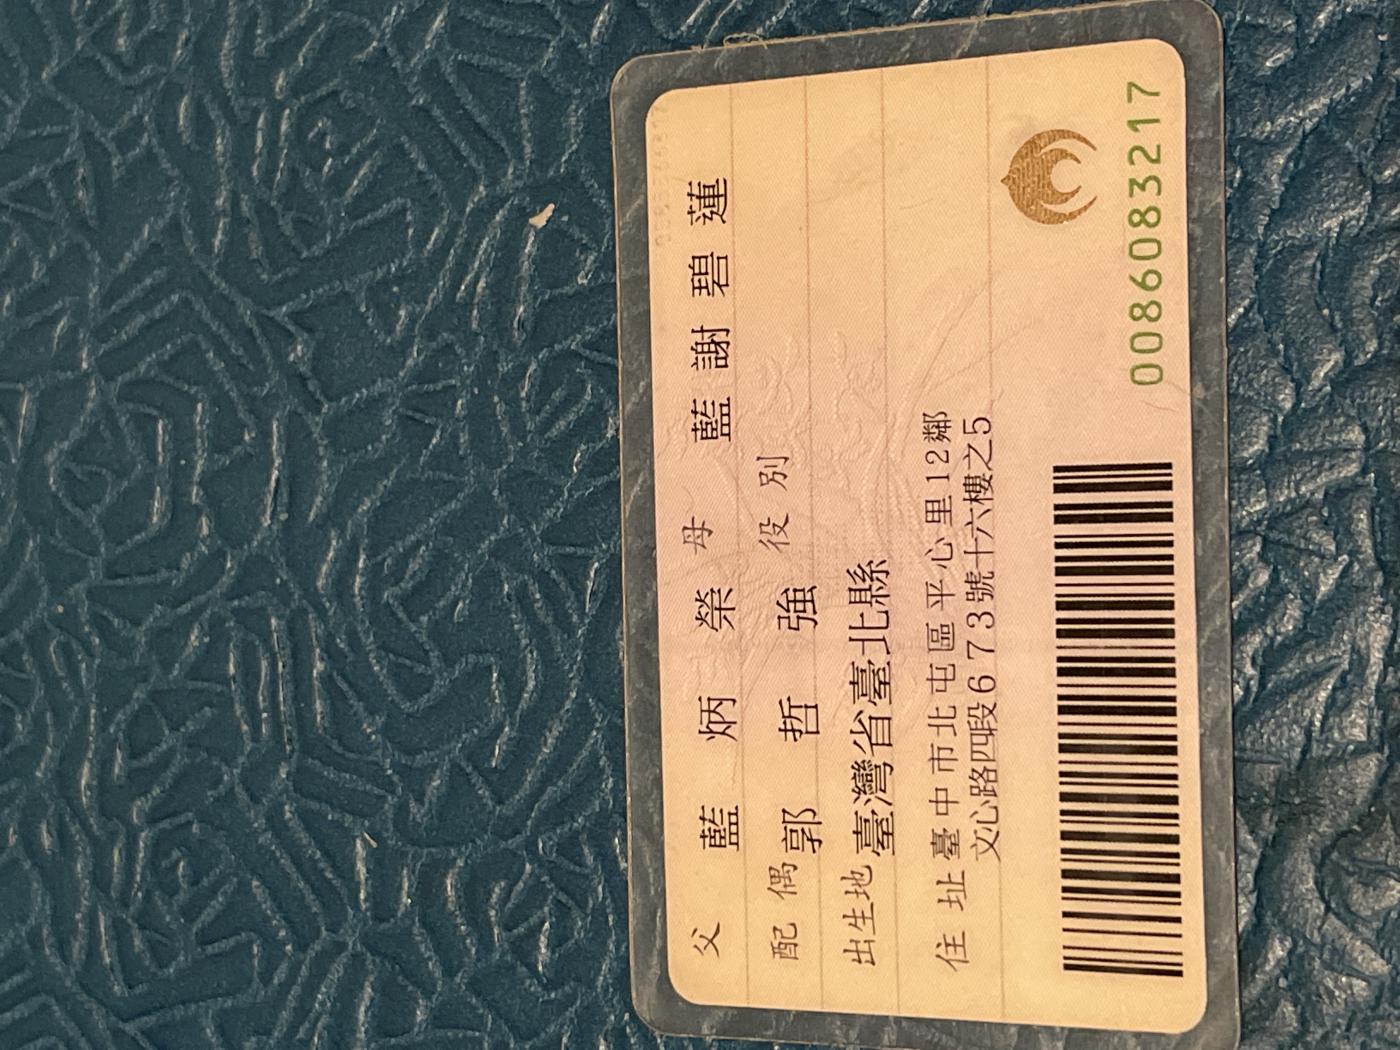 父 藍炳榮 母 藍謝碧蓮
配偶 郭哲強 役別
出生地 臺灣省臺北縣
住址 臺中市北屯區平心里12鄰
文心路四段673號十六樓之5
0086083217